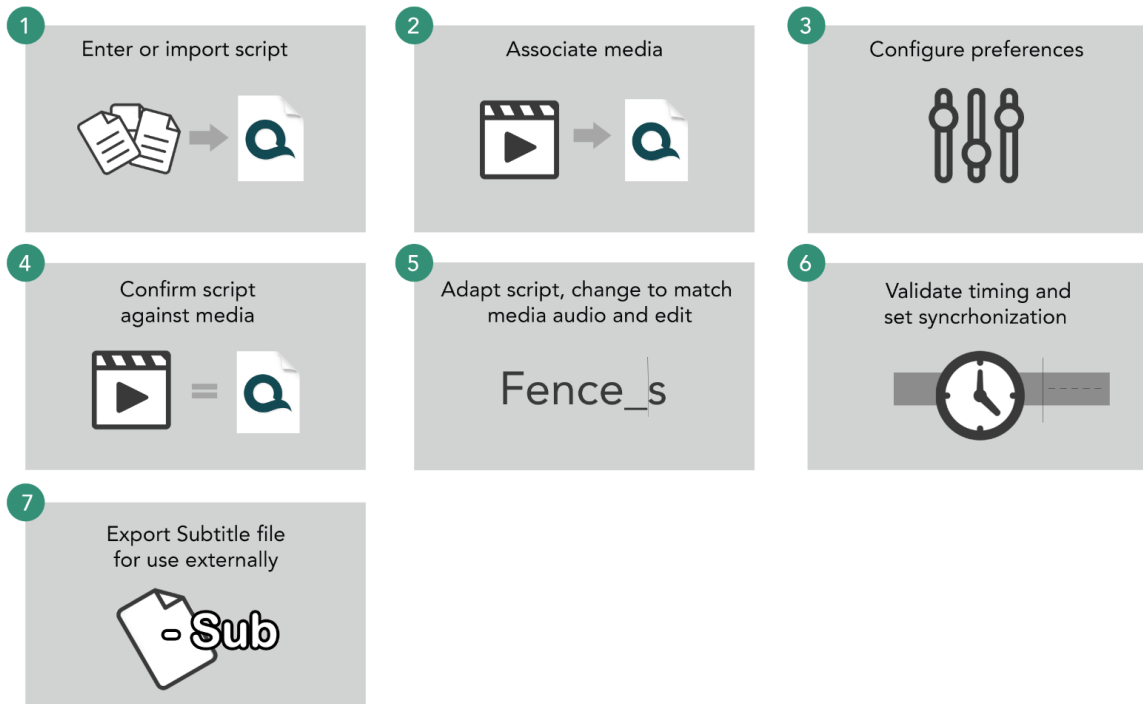 1
Enter or import script
2
Associate media
3
Configure preferences
4
Confirm script
against media
5
Adapt script, change to match
media audio and edit
Fence_s
6
Validate timing and
set syncrhonization
7
Export Subtitle file
for use externally
- Sub